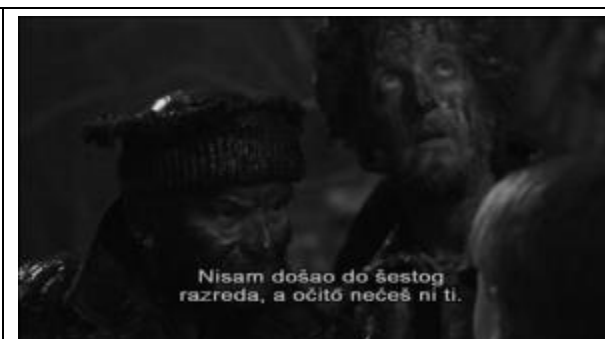 Nisam došao do šestog
razreda, a očito nećeš ni ti.